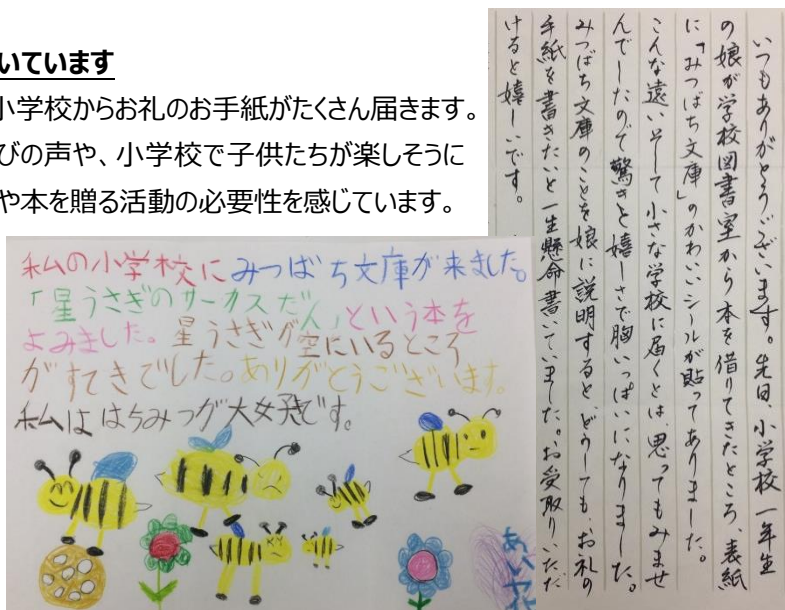 いています
小学校からお礼のお手紙がたくさん届きます。
びの声や、小学校で子供たちが楽しそうに
や本を贈る活動の必要性を感じています。
いつもありがとうございます。先日、小学校一年生
の娘が学校図書室から本を借りてきたところ、表紙
に「みつばち文庫」のかわいいシールが貼ってありました。
こんな遠いそして小さな学校に届くとは、思ってもみませ
んでしたので驚きと嬉しさで胸いっぱいになりました。
みつばち文庫のことを娘に説明すると、どうしても、お礼の
手紙を書きたいと一生懸命書いていました。お受取りいただ
けると嬉しいです。
私の小学校にみつばち文庫が来ました。
「星うさぎのサーカスだん」という本を
よみました。星うさぎが空にいるところ
がすてきでした。ありがとうございます。
私ははちみつが大好きです。